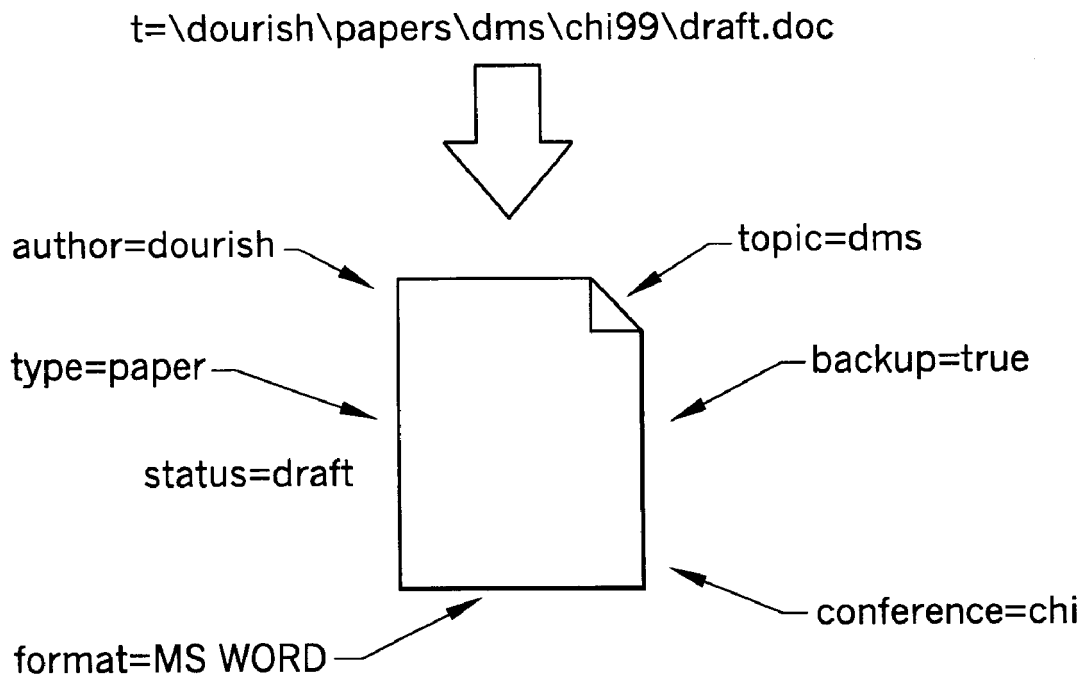 t=\dourish\papers\dms\chi99\draft.doc
author=dourish
topic=dms
type=paper
backup=true
status=draft
conference=chi
format=MS WORD